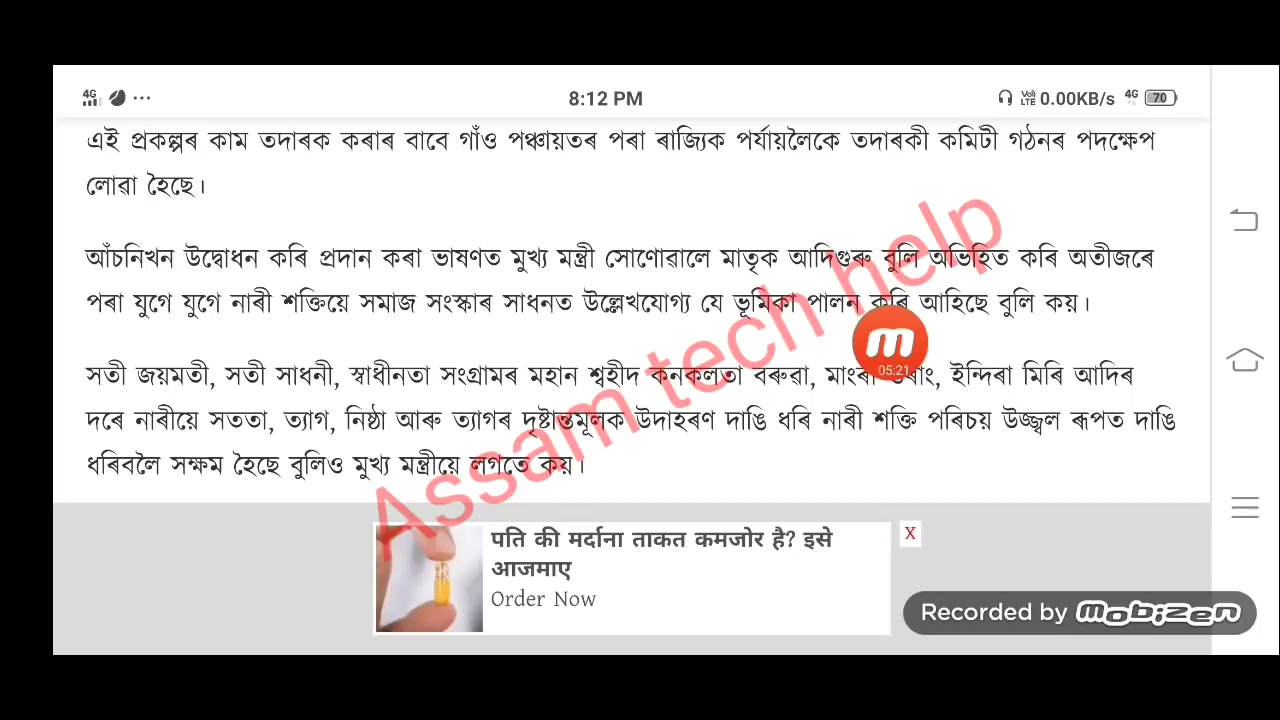 4G ... 8:12 PM Vo) LTE 0.00KB/s 4G 70
এই প্ৰকল্পৰ কাম তদাৰক কৰাৰ বাবে গাঁও পঞ্চায়তৰ পৰা ৰাজ্যিক পৰ্যায়লৈকে তদাৰকী কমিটী গঠনৰ পদক্ষেপ
লোৱা হৈছে।
আঁচনিখন উদ্বোধন কৰি প্ৰদান কৰা ভাষণত মুখ্য মন্ত্ৰী সোণোৱালে মাতৃক আদিগুৰু বুলি অভিহিত কৰি অতীজৰে
পৰা যুগে যুগে নাৰী শক্তিয়ে সমাজ সংস্কাৰ সাধনত উল্লেখযোগ্য যে ভূমিকা পালন কৰি আহিছে বুলি কয়।
সতী জয়মতী, সতী সাধনী, স্বাধীনতা সংগ্ৰামৰ মহান শ্বহীদ কনকলতা বৰুৱা, মাংৰী ইন্দিৰা মিৰি আদিৰ
দৰে নাৰীয়ে সততা, ত্যাগ, নিষ্ঠা আৰু ত্যাগৰ দৃষ্টান্তমূলক উদাহৰণ দাঙি ধৰি নাৰী শক্তি পৰিচয় উজ্জ্বল ৰূপত দাঙি
ধৰিবলৈ সক্ষম হৈছে বুলিও মুখ্য মন্ত্ৰীয়ে লগতে কয়।
Assam tech help
m
05:21
पति की मर्दाना ताकत कमजोर है? इसे
आजमाए
Order Now
X
Recorded by mobizen